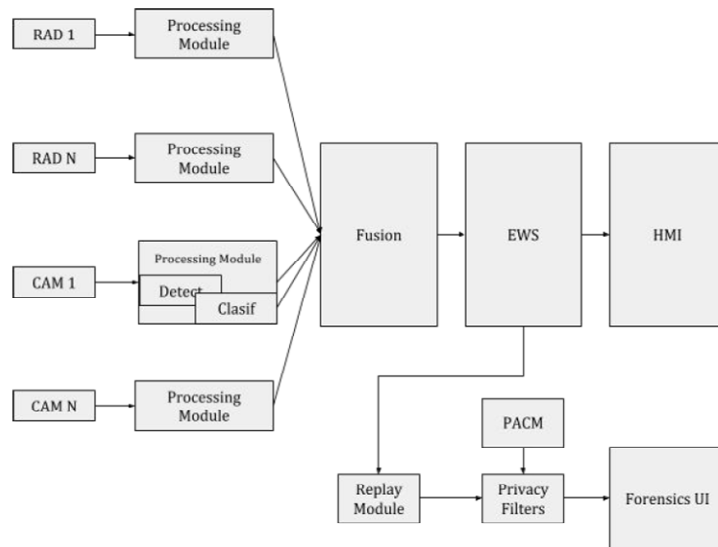 RAD 1
Processing
Module
RAD N
Processing
Module
CAM 1
Processing Module
Detect
Clasif
CAM N
Processing
Module
Fusion
EWS
HMI
PACM
Replay
Module
Privacy
Filters
Forensics UI